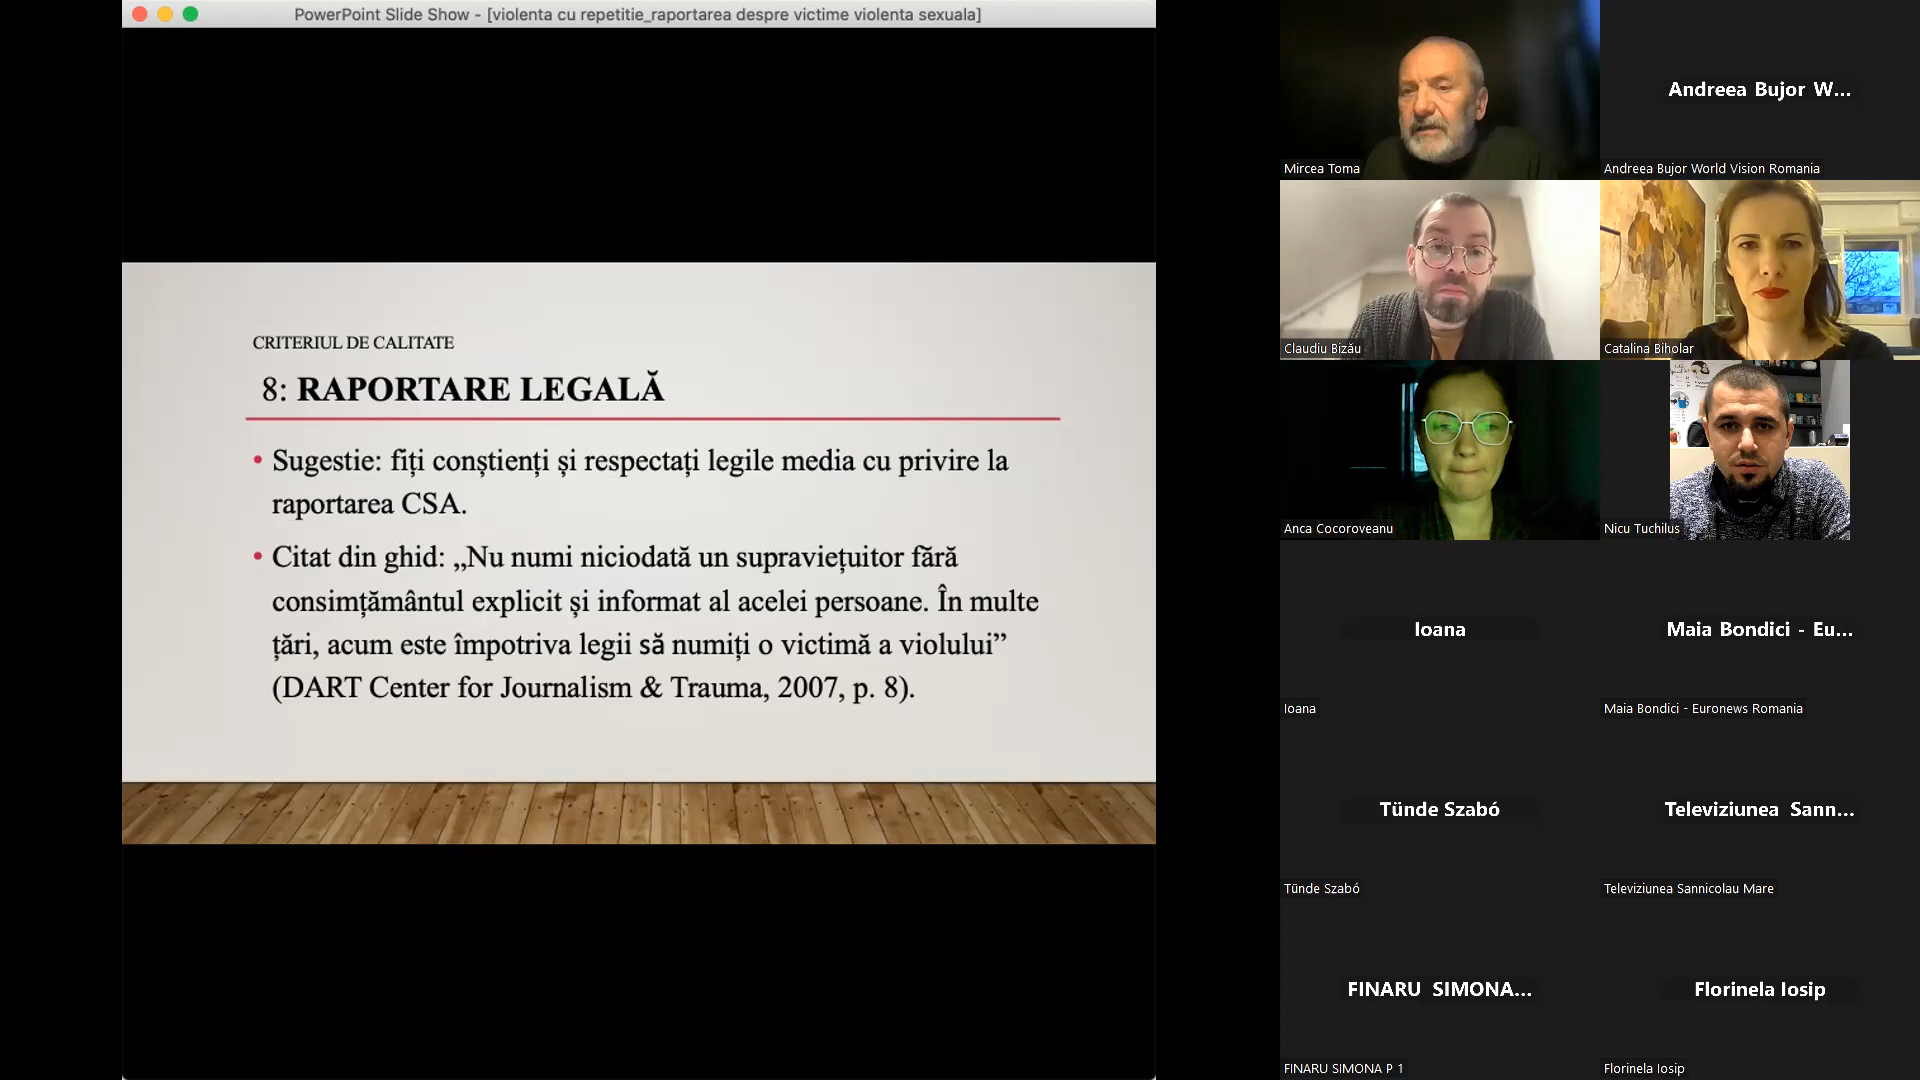 PowerPoint Slide Show - [violenta cu repetitie_raportarea despre victime violenta sexuala]
CRITERIUL DE CALITATE
8: RAPORTARE LEGALĂ
• Sugestie: fiți conștienți și respectați legile media cu privire la
raportarea CSA.
• Citat din ghid: „Nu numi niciodată un supraviețuitor fără
consimțământul explicit și informat al acelei persoane. În multe
țări, acum este împotriva legii să numiți o victimă a violului”
(DART Center for Journalism & Trauma, 2007, p. 8).
Mircea Toma
Andreea Bujor W...
Andreea Bujor World Vision Romania
Claudiu Bizău
Catalina Biholar
Anca Cocoroveanu
Nicu Tuchilus
Ioana
Ioana
Maia Bondici - Eu...
Maia Bondici - Euronews Romania
Tünde Szabó
Tünde Szabó
Televiziunea Sann...
Televiziunea Sannicolau Mare
FINARU SIMONA...
FINARU SIMONA P 1
Florinela Iosip
Florinela Iosip